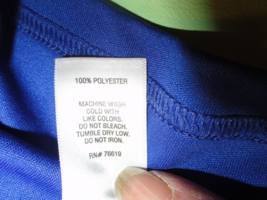 100% POLYESTER
MACHINE WASH
COLD WITH
LIKE COLORS.
DO NOT BLEACH.
TUMBLE DRY LOW.
DO NOT IRON.
RN# 76619